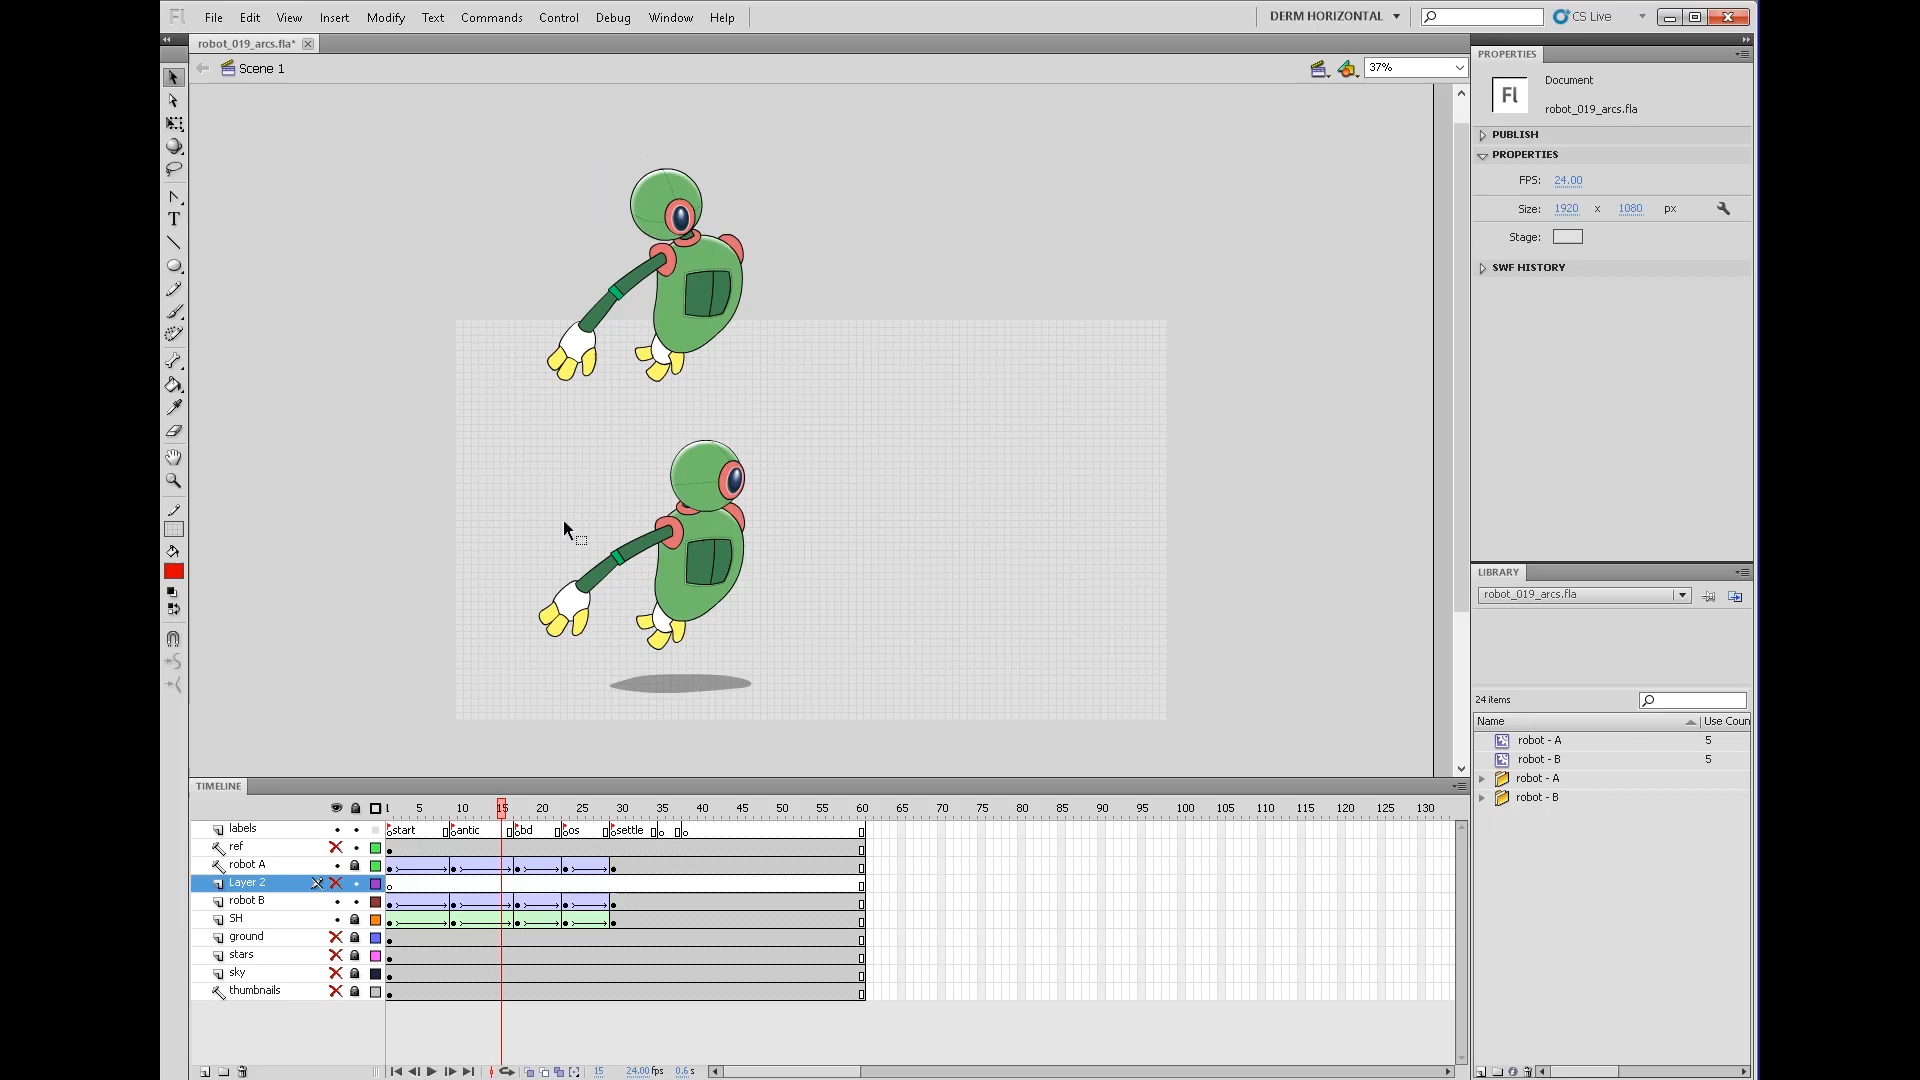 Fl File Edit View Insert Modify Text Commands Control Debug Window Help DERM HORIZONTAL CS Live
robot_019_arcs.fla*
Scene 1 37%
PROPERTIES
Fl Document
robot_019_arcs.fla
PUBLISH
PROPERTIES
FPS: 24.00
Size: 1920 x 1080 px
Stage:
SWF HISTORY
LIBRARY
robot_019_arcs.fla
24 items
Name Use Coun
robot - A 5
robot - B 5
robot - A
robot - B
TIMELINE
1 5 10 15 20 25 30 35 40 45 50 55 60 65 70 75 80 85 90 95 100 105 110 115 120 125 130
labels start antic bd os settle
ref
robot A
Layer 2
robot B
SH
ground
stars
sky
thumbnails
15 24.00 fps 0.6 s